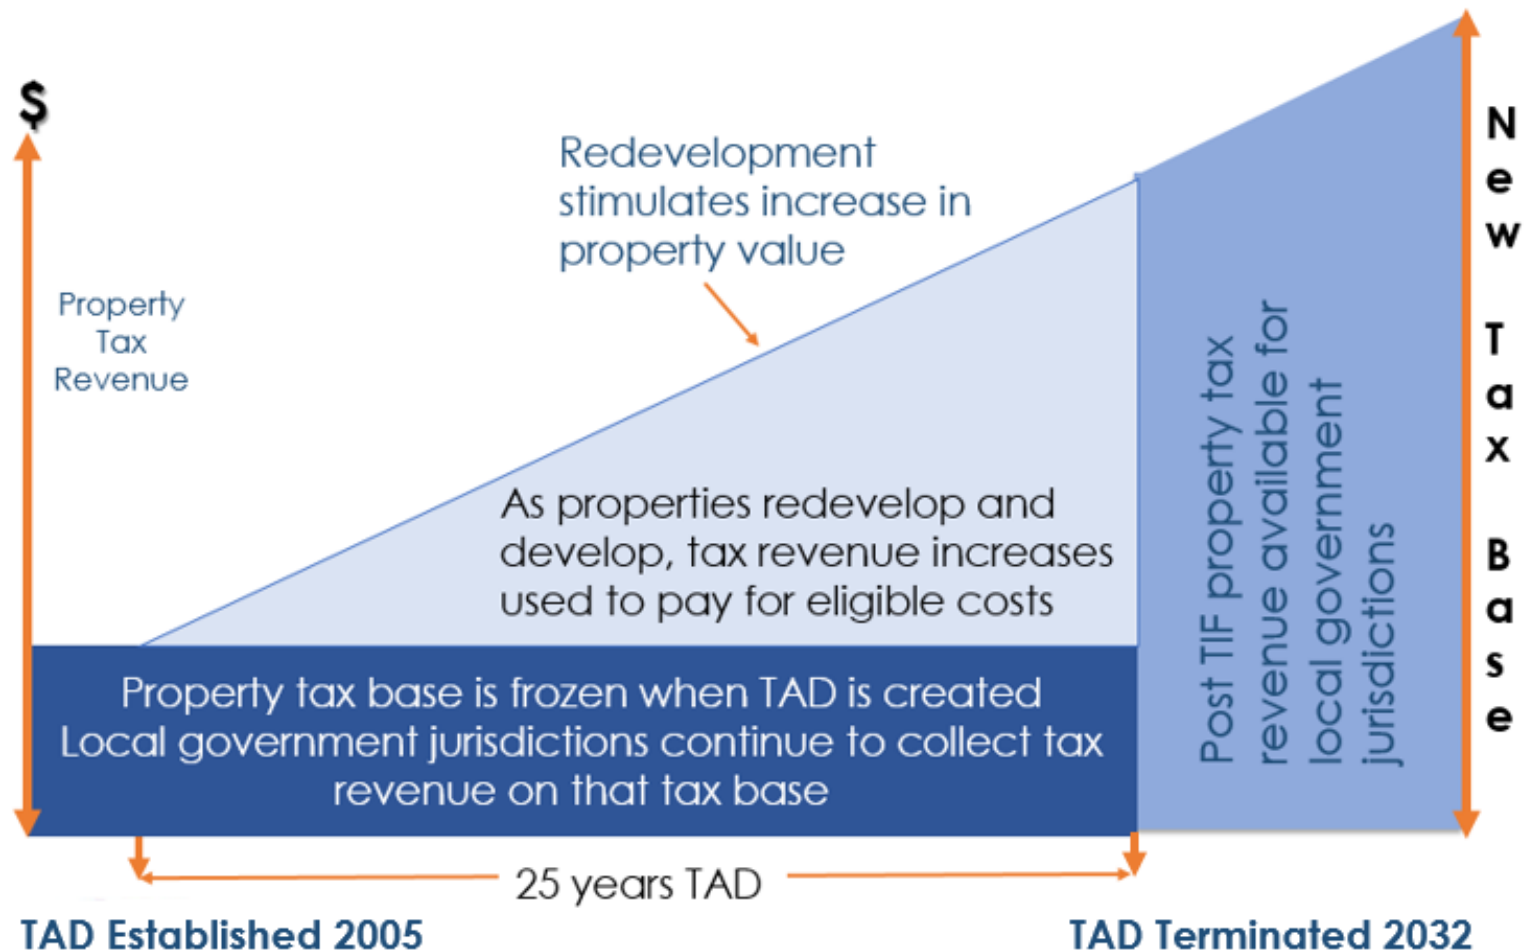 $
Redevelopment
stimulates increase in
property value
Property
Tax
Revenue
As properties redevelop and
develop, tax revenue increases
used to pay for eligible costs
Property tax base is frozen when TAD is created
Local government jurisdictions continue to collect tax
revenue on that tax base
Post TIF property tax
revenue available for
local government
jurisdictions
New Tax Base
25 years TAD
TAD Established 2005
TAD Terminated 2032